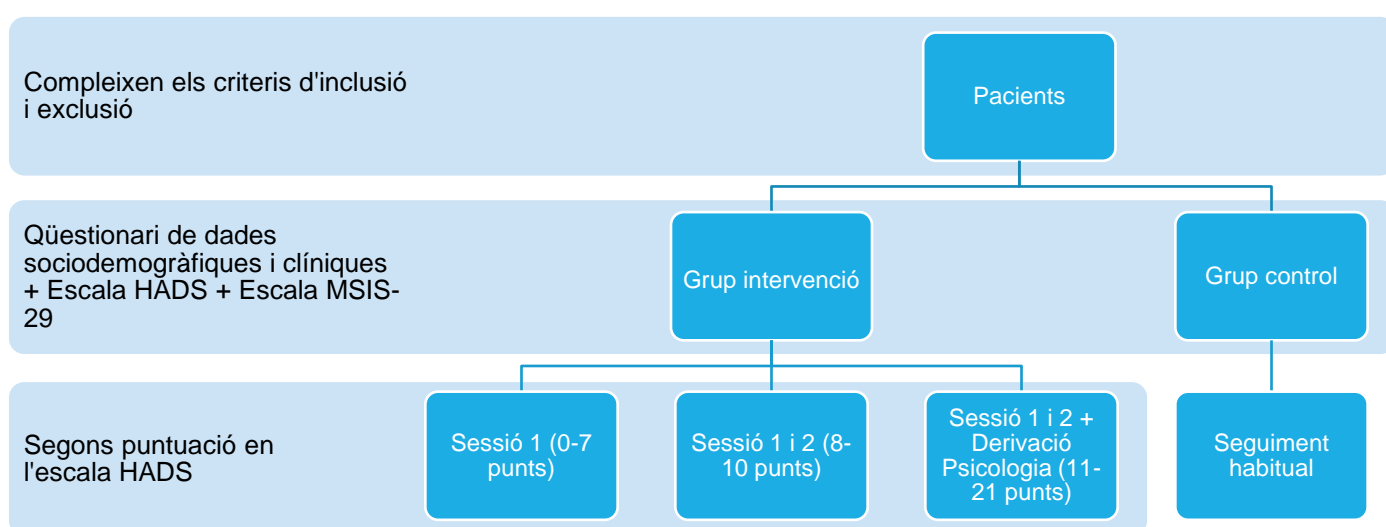 Compleixen els criteris d'inclusió
i exclusió
Pacients
Qüestionari de dades
sociodemogràfiques i clíniques
+ Escala HADS + Escala MSIS-
29
Grup intervenció
Grup control
Segons puntuació en
l'escala HADS
Sessió 1 (0-7
punts)
Sessió 1 i 2 (8-
10 punts)
Sessió 1 i 2 +
Derivació
Psicologia (11-
21 punts)
Seguiment
habitual